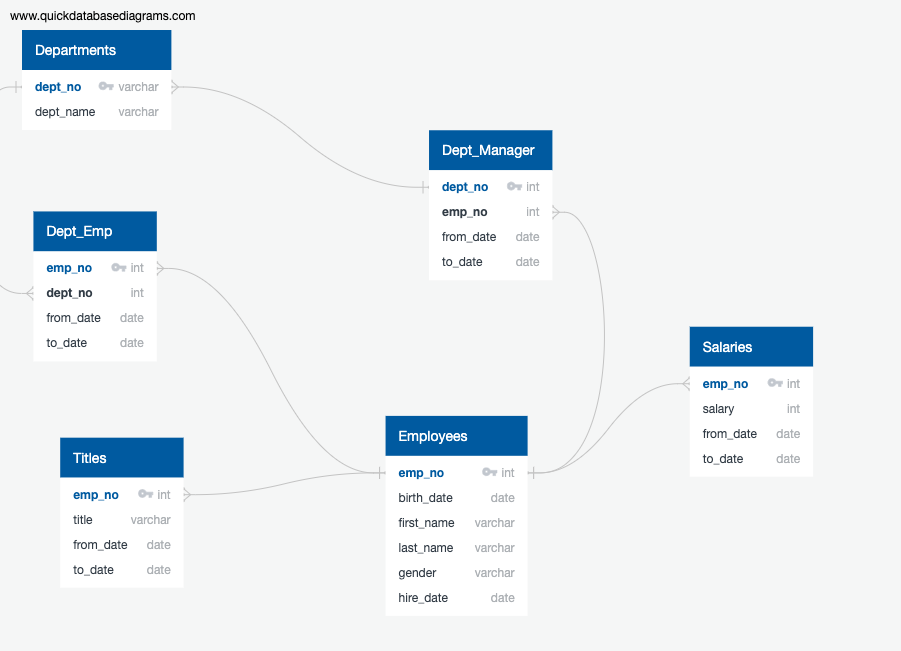 www.quickdatabasediagrams.com
Departments
dept_no varchar
dept_name varchar
Dept_Manager
dept_no int
emp_no int
from_date date
to_date date
Dept_Emp
emp_no int
dept_no int
from_date date
to_date date
Salaries
emp_no int
salary int
from_date date
to_date date
Employees
emp_no int
birth_date date
first_name varchar
last_name varchar
gender varchar
hire_date date
Titles
emp_no int
title varchar
from_date date
to_date date